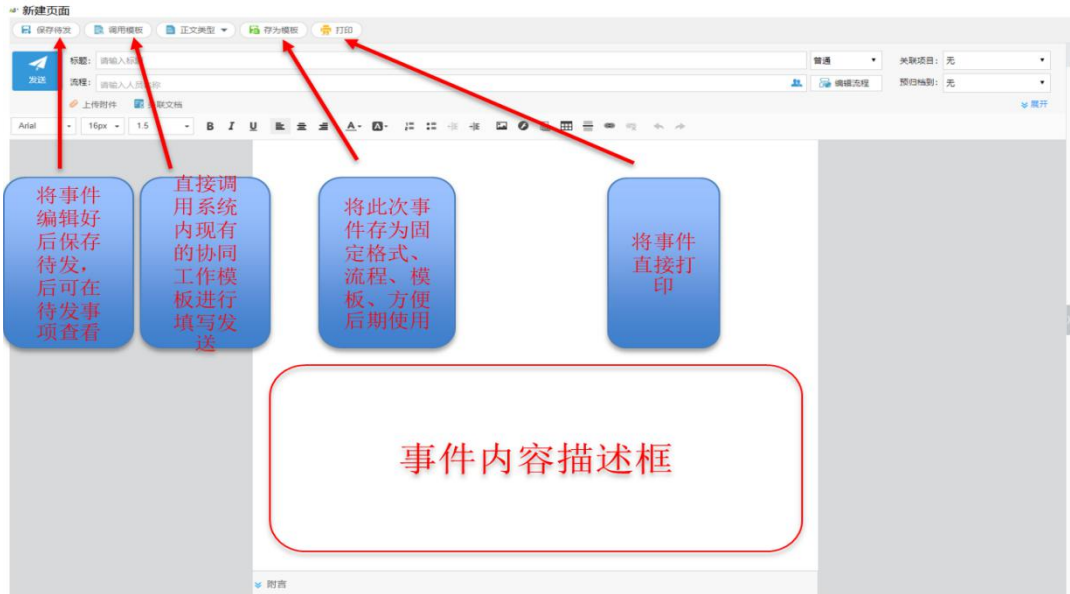 新建页面
保存待发 调用模板 正文类型 存为模板 打印
标题: 请输入标题 普通 关联项目: 无
发送
流程: 请输入人员名称 编辑流程 预归档到: 无
上传附件 关联文档 展开
Arial 16px 1.5 B I U A A
将事件
编辑好
后保存
待发,
后可在
待发事
项查看
直接调
用系统
内现有
的协同
工作模
板进行
填写发
送
将此次事
件存为固
定格式、
流程、模
板、方便
后期使用
将事件
直接打
印
事件内容描述框
附言